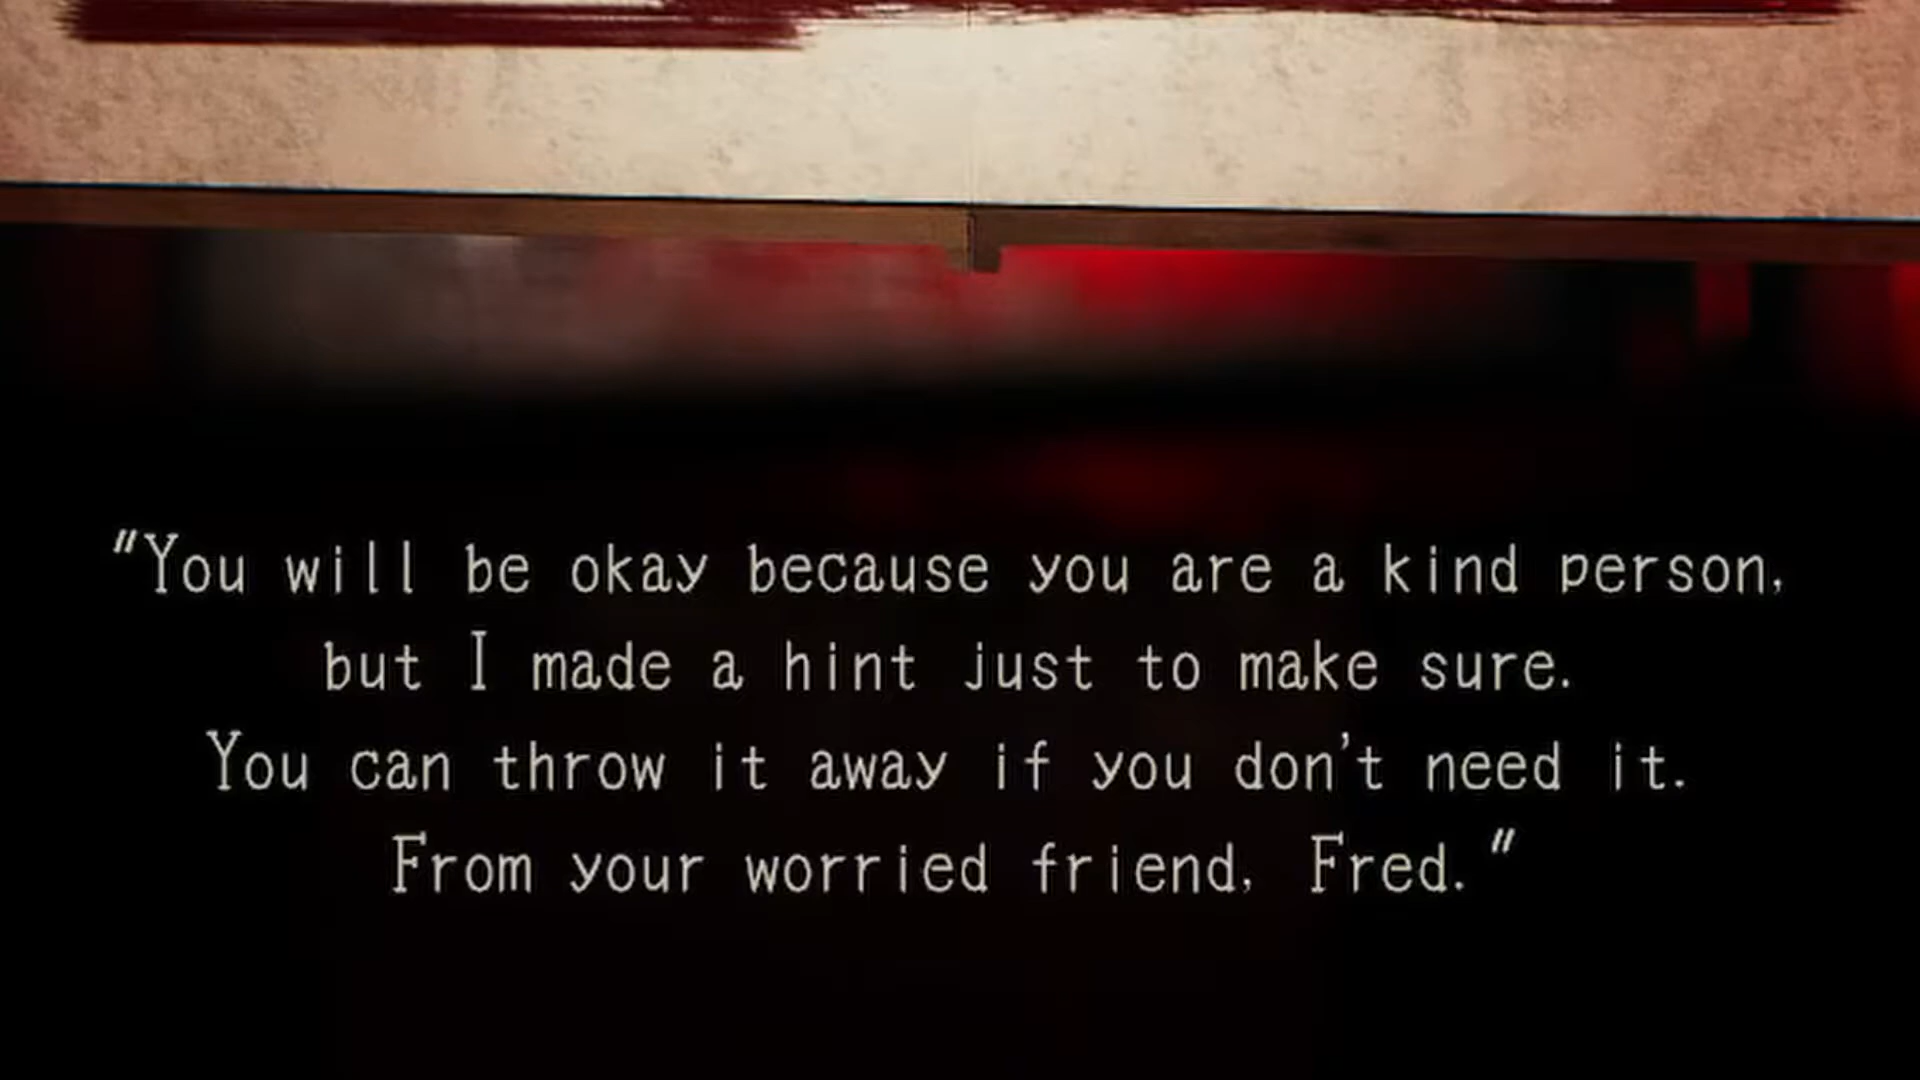 "You will be okay because you are a kind person,
but I made a hint just to make sure.
You can throw it away if you don't need it.
From your worried friend, Fred."